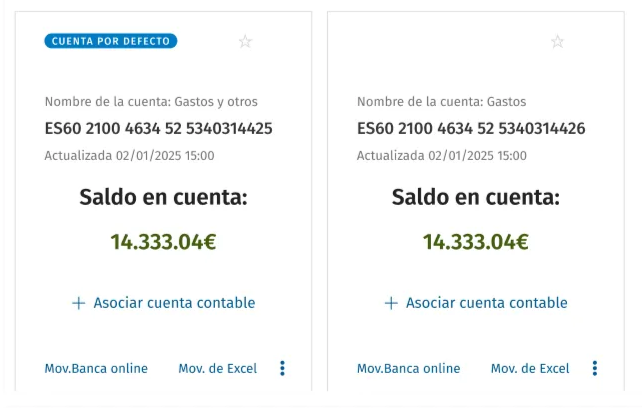 CUENTA POR DEFECTO
Nombre de la cuenta: Gastos y otros
ES60 2100 4634 52 5340314425
Actualizada 02/01/2025 15:00
Saldo en cuenta:
14.333.04€
+ Asociar cuenta contable
Mov.Banca online Mov. de Excel
Nombre de la cuenta: Gastos
ES60 2100 4634 52 5340314426
Actualizada 02/01/2025 15:00
Saldo en cuenta:
14.333.04€
+ Asociar cuenta contable
Mov.Banca online Mov. de Excel